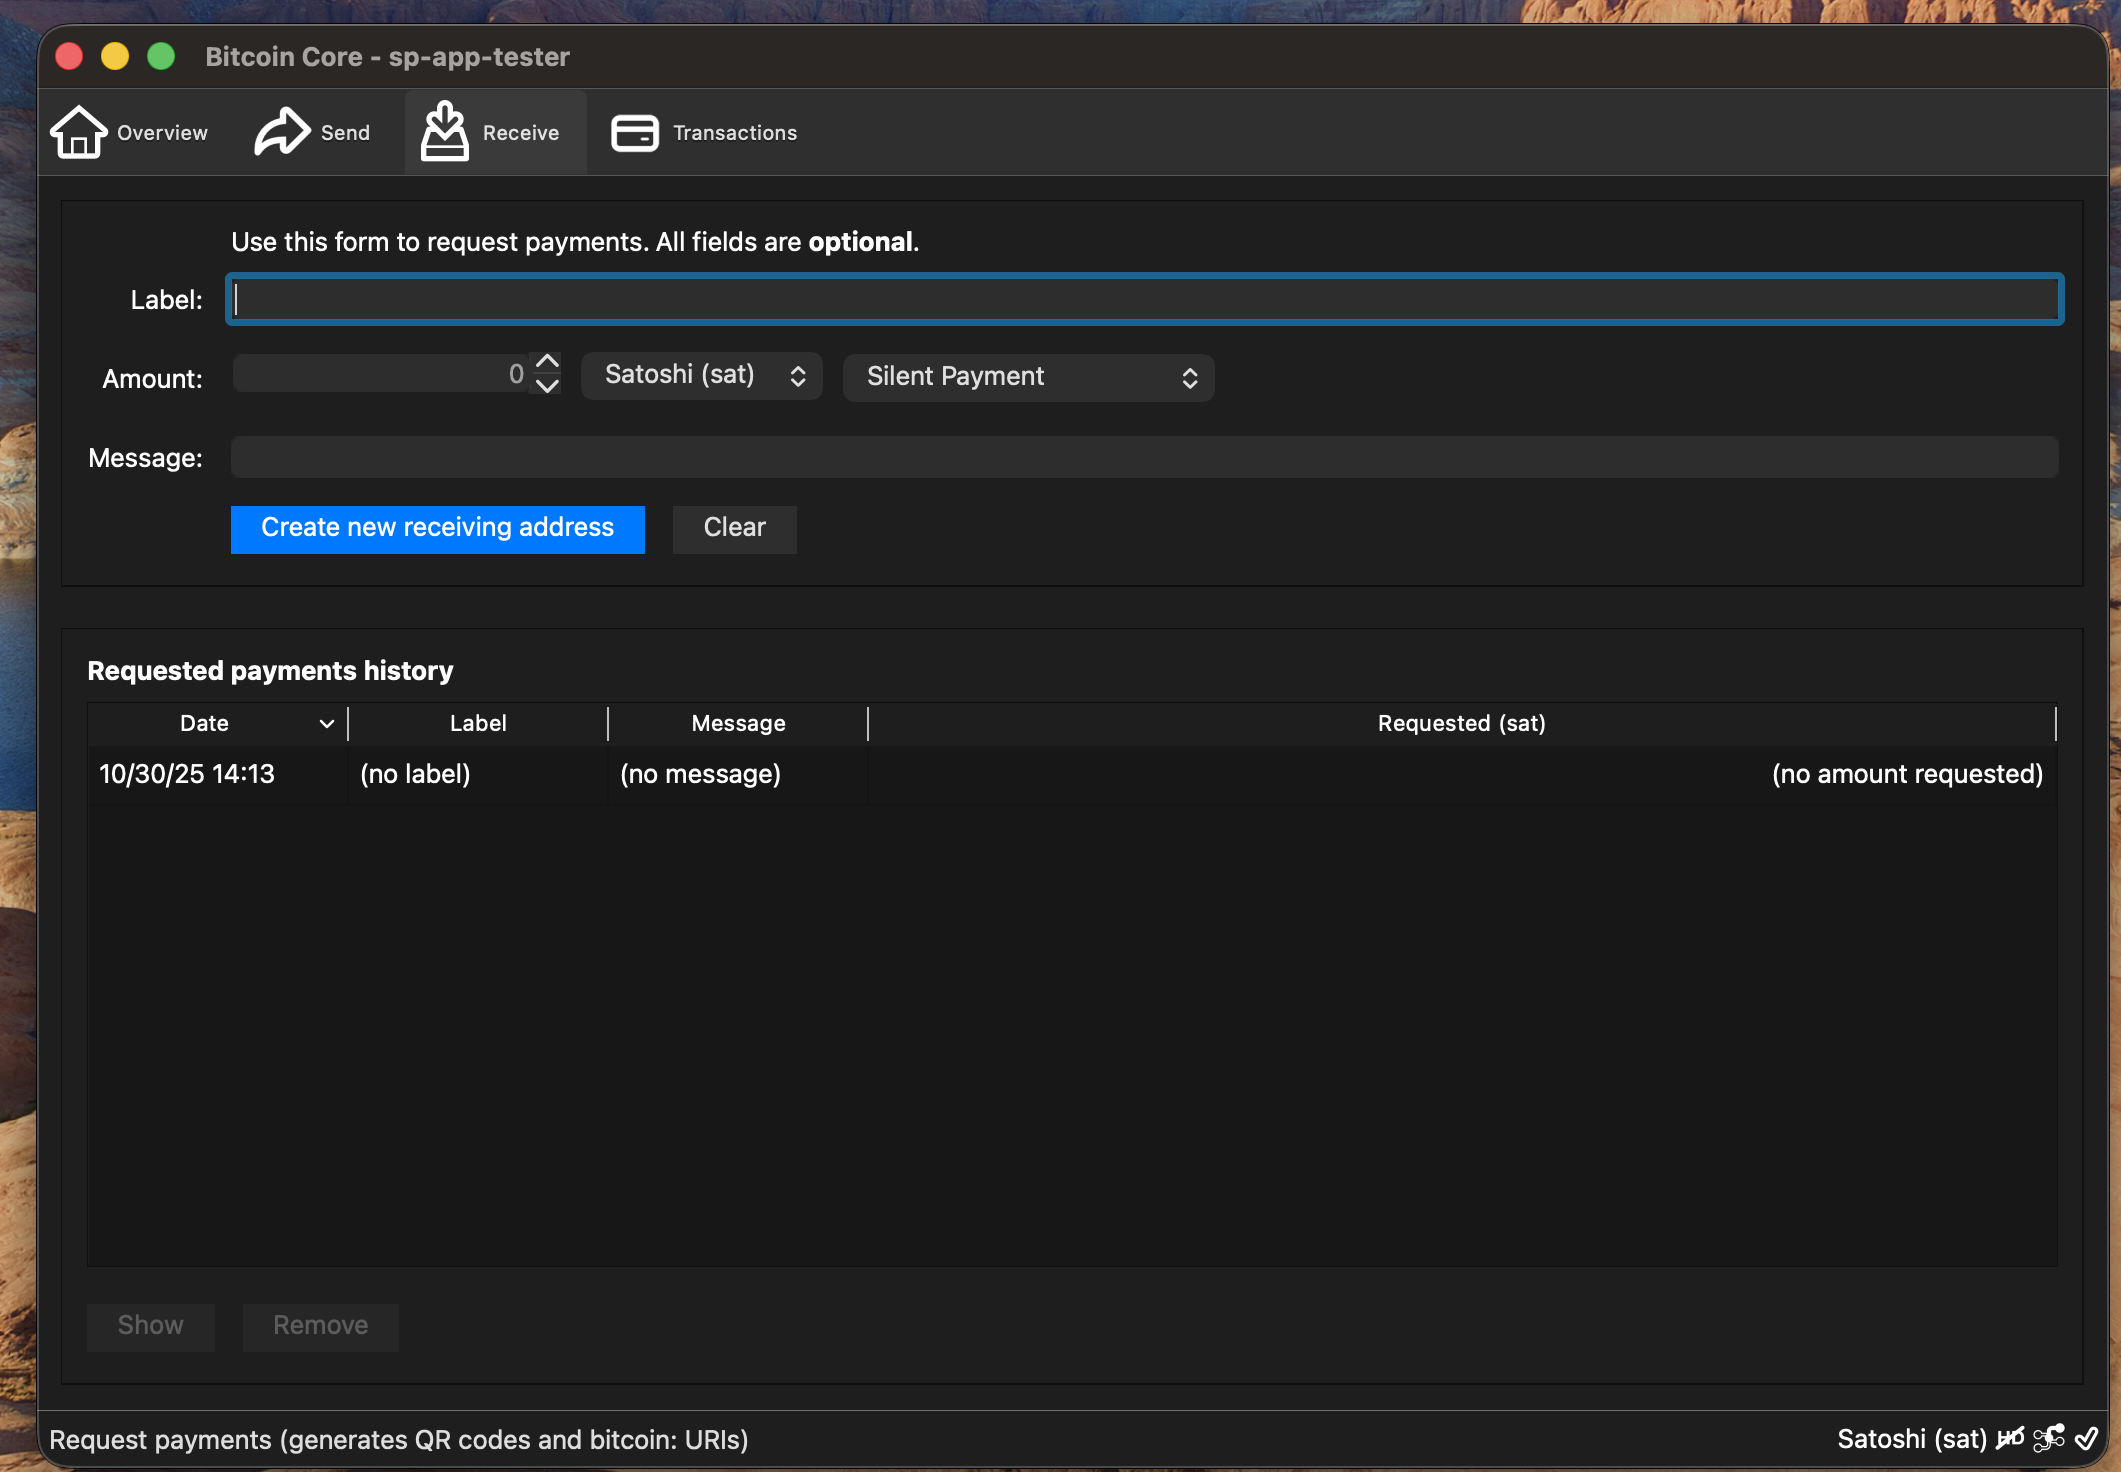 Bitcoin Core - sp-app-tester
Overview Send Receive Transactions
Use this form to request payments. All fields are optional.
Label:
Amount: 0 Satoshi (sat) Silent Payment
Message:
Create new receiving address Clear
Requested payments history
Date Label Message Requested (sat)
10/30/25 14:13 (no label) (no message) (no amount requested)
Show Remove
Request payments (generates QR codes and bitcoin: URIs) Satoshi (sat) HD